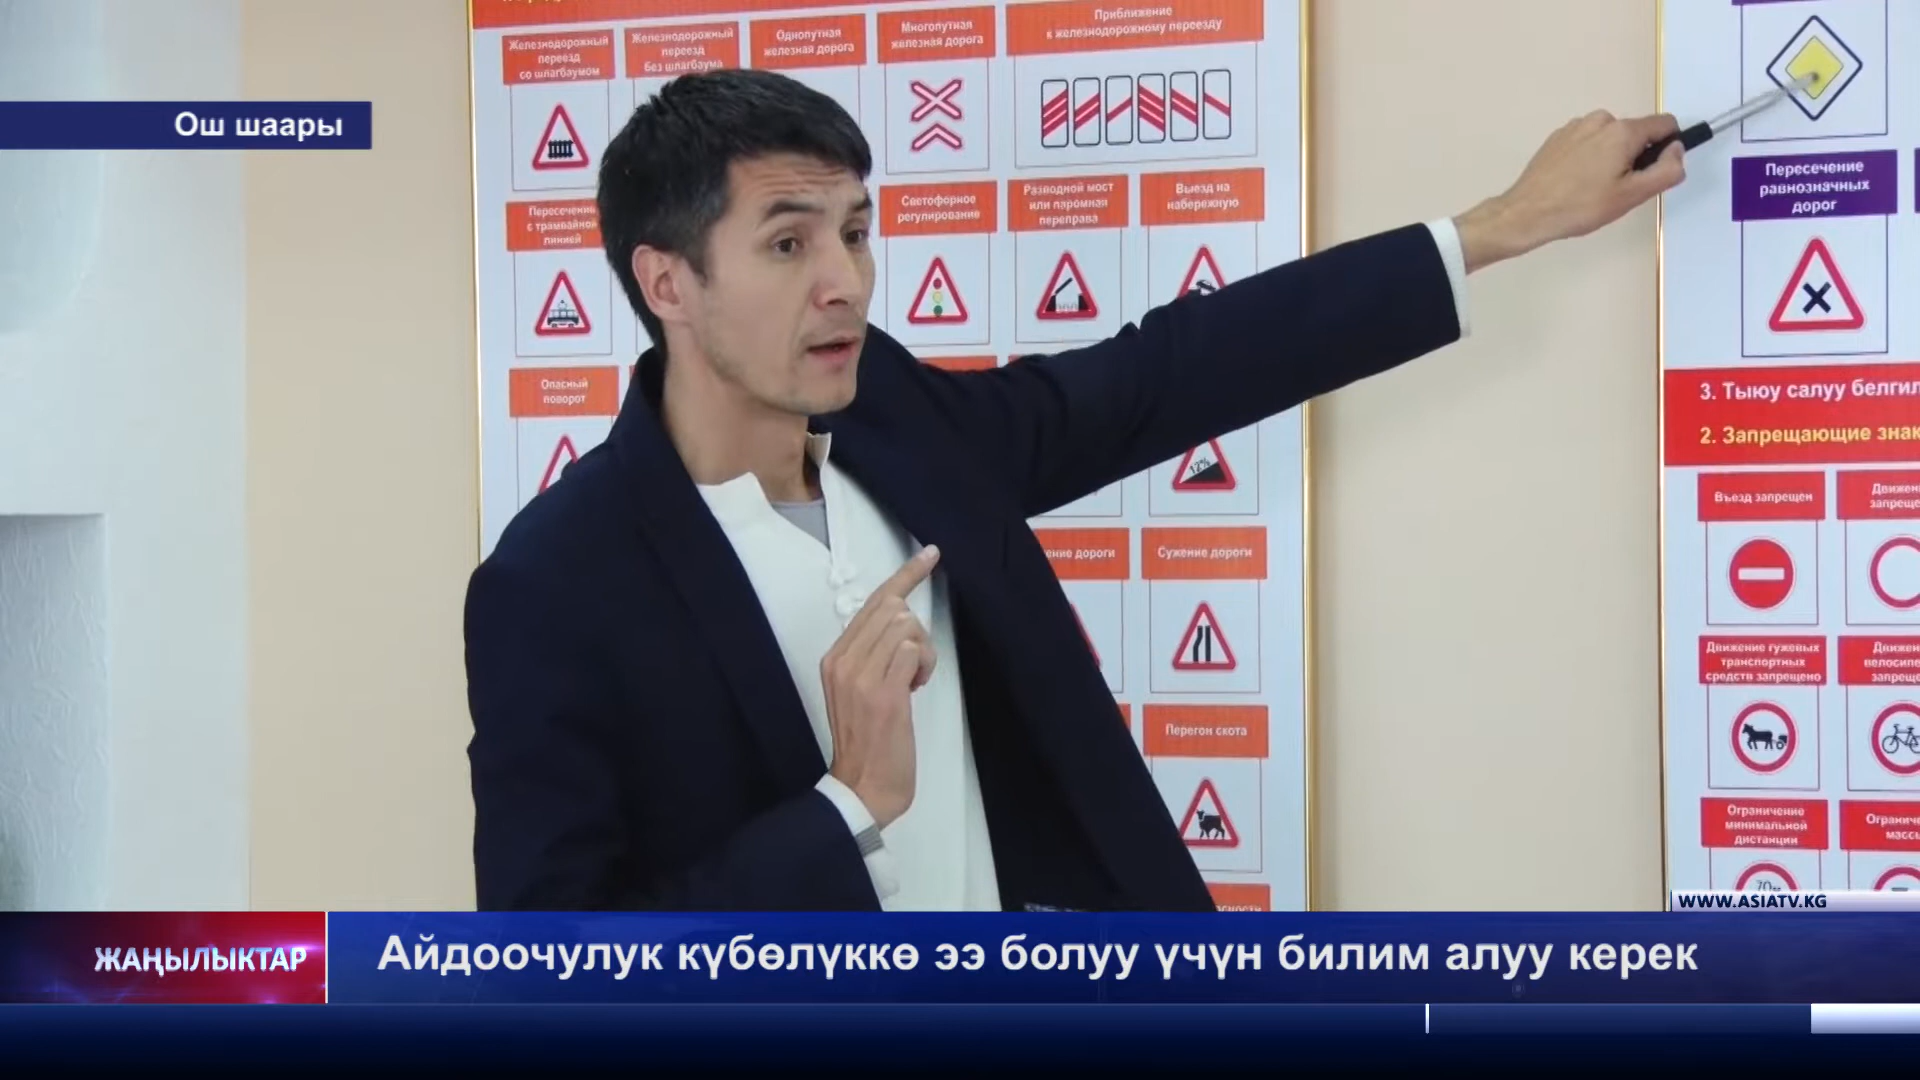 Ош шаары
Железнодорожный
переезд
со шлагбаумом
Железнодорожный
переезд
без шлагбаума
Однопутная
железная дорога
Многопутная
железная дорога
Приближение
к железнодорожному переезду
Пересечение
с трамвайной
линией
Светофорное
регулирование
Разводной мост
или паромная
переправа
Выезд на
набережную
Опасный
поворот
12%
дороги
Сужение дороги
Перегон скота
Пересечение
равнозначных
дорог
3. Тыюу салуу
2. Запрещающие
Въезд запрещен
Движение гужевых
транспортных
средств запрещено
Ограничение
минимальной
дистанции
WWW.ASIATV.KG
ЖАҢЫЛЫКТАР
Айдоочулук күбөлүккө ээ болуу үчүн билим алуу керек